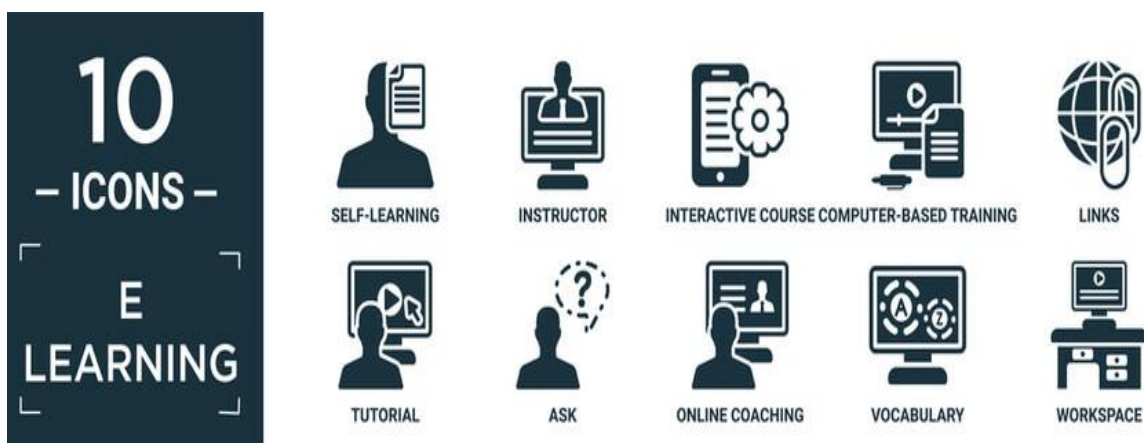 10
– ICONS –
E
LEARNING
SELF-LEARNING
INSTRUCTOR
INTERACTIVE COURSE
COMPUTER-BASED TRAINING
LINKS
?
A
Z
TUTORIAL
ASK
ONLINE COACHING
VOCABULARY
WORKSPACE